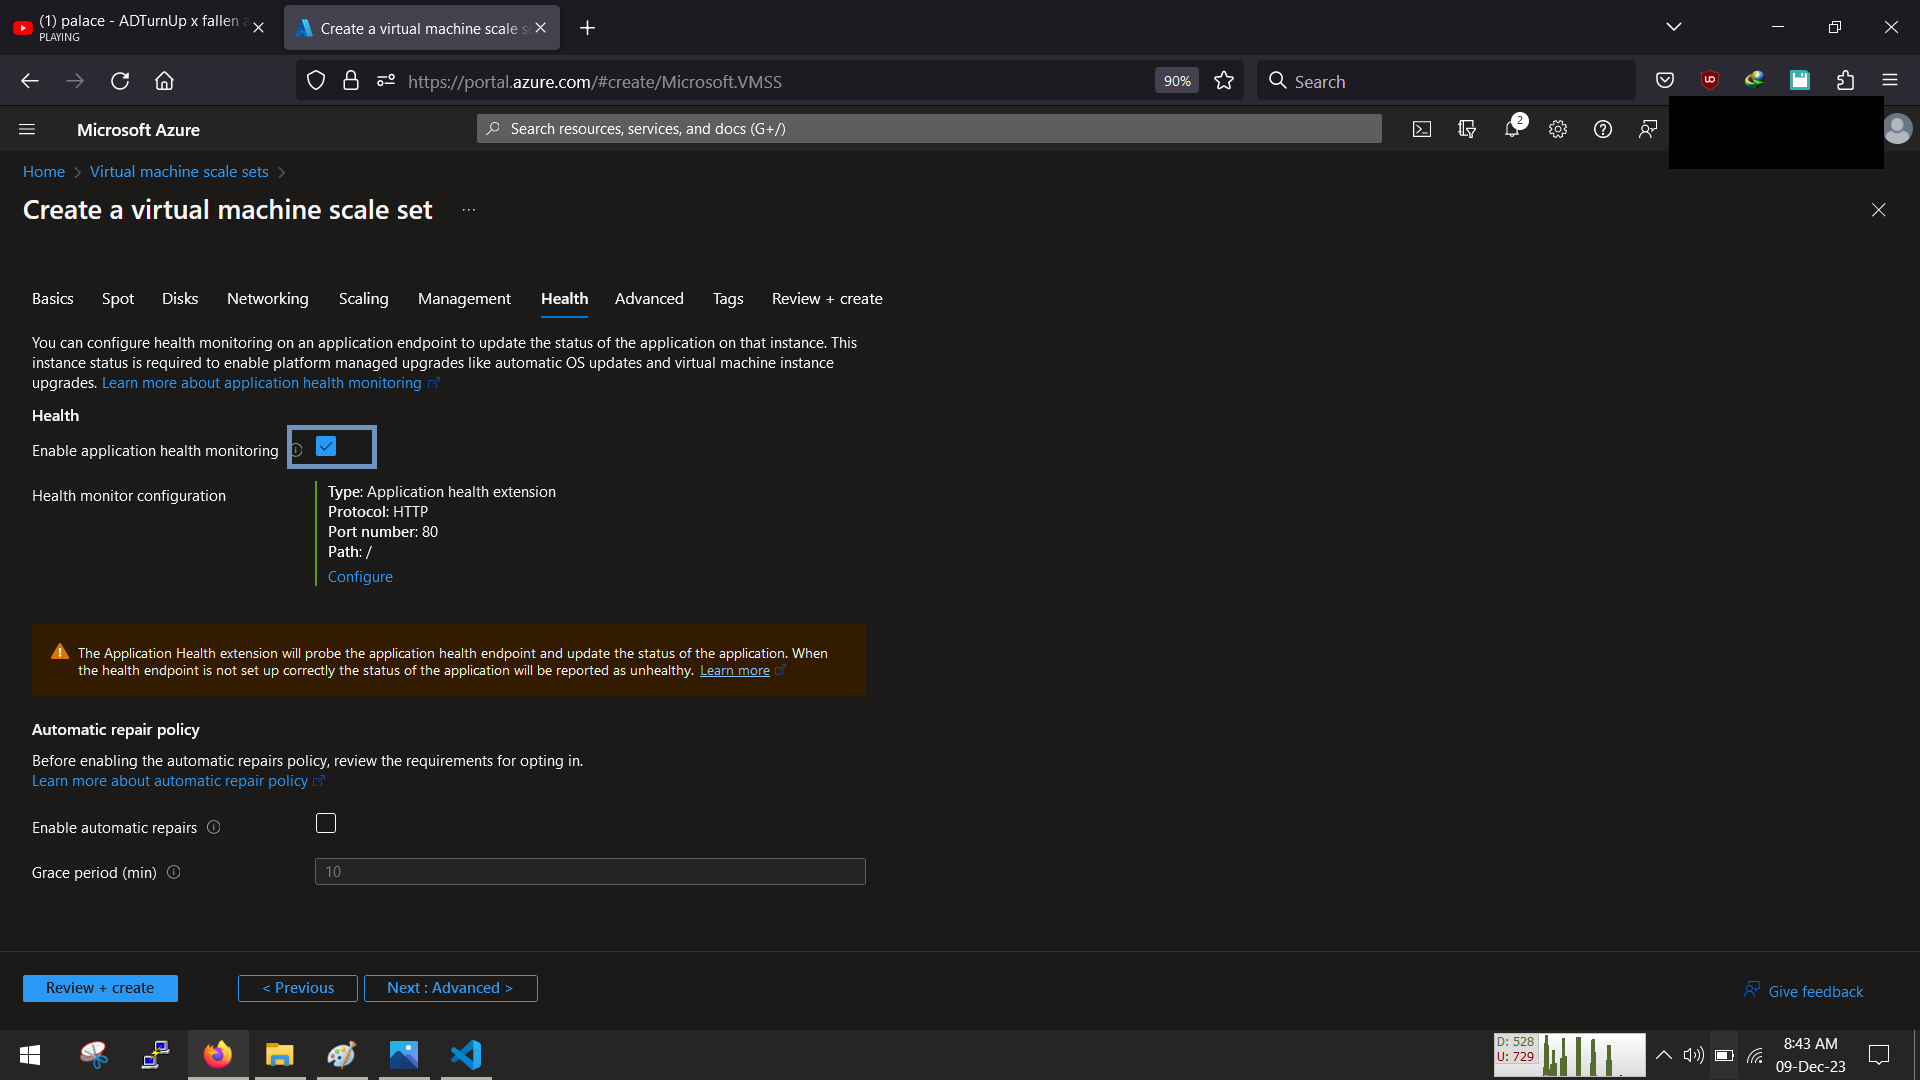 (1) palace - ADTurnUp x fallen a
PLAYING
Create a virtual machine scale se
https://portal.azure.com/#create/Microsoft.VMSS
90%
Search
Microsoft Azure
Search resources, services, and docs (G+/)
2
Home > Virtual machine scale sets >
Create a virtual machine scale set ...
Basics Spot Disks Networking Scaling Management Health Advanced Tags Review + create
You can configure health monitoring on an application endpoint to update the status of the application on that instance. This
instance status is required to enable platform managed upgrades like automatic OS updates and virtual machine instance
upgrades. Learn more about application health monitoring
Health
Enable application health monitoring
Health monitor configuration
Type: Application health extension
Protocol: HTTP
Port number: 80
Path: /
Configure
The Application Health extension will probe the application health endpoint and update the status of the application. When
the health endpoint is not set up correctly the status of the application will be reported as unhealthy. Learn more
Automatic repair policy
Before enabling the automatic repairs policy, review the requirements for opting in.
Learn more about automatic repair policy
Enable automatic repairs
Grace period (min)
10
Review + create
< Previous
Next : Advanced >
Give feedback
D: 528
U: 729
8:43 AM
09-Dec-23